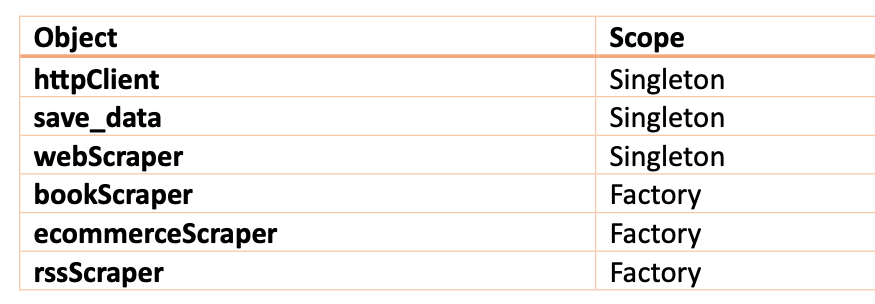 Object Scope
httpClient Singleton
save_data Singleton
webScraper Singleton
bookScraper Factory
ecommerceScraper Factory
rssScraper Factory